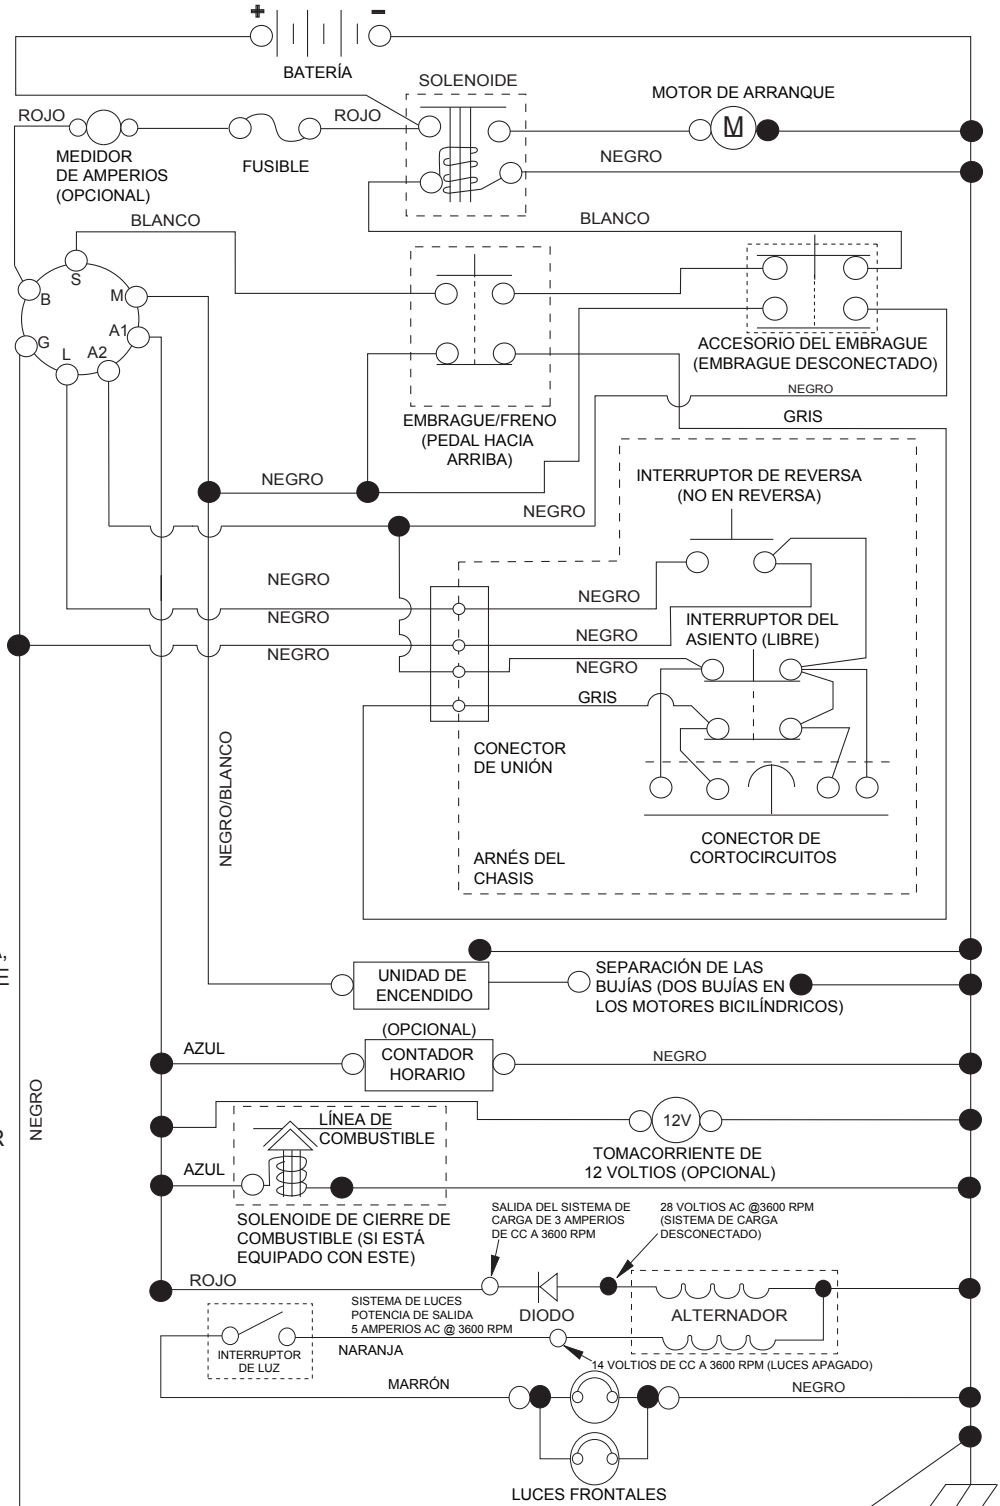 + −
BATERÍA
SOLENOIDE
MOTOR DE ARRANQUE
ROJO
ROJO
M
MEDIDOR
DE AMPERIOS
(OPCIONAL)
FUSIBLE
NEGRO
BLANCO
BLANCO
S
B
M
A1
G
L
A2
ACCESORIO DEL EMBRAGUE
(EMBRAGUE DESCONECTADO)
NEGRO
GRIS
EMBRAGUE/FRENO
(PEDAL HACIA
ARRIBA)
NEGRO
INTERRUPTOR DE REVERSA
(NO EN REVERSA)
NEGRO
NEGRO
NEGRO
NEGRO
INTERRUPTOR DEL
ASIENTO (LIBRE)
NEGRO
NEGRO
NEGRO
GRIS
CONECTOR
DE UNIÓN
NEGRO/BLANCO
CONECTOR DE
CORTOCIRCUITOS
ARNÉS DEL
CHASIS
UNIDAD DE
ENCENDIDO
SEPARACIÓN DE LAS
BUJÍAS (DOS BUJÍAS EN
LOS MOTORES BICILÍNDRICOS)
(OPCIONAL)
CONTADOR
HORARIO
AZUL
NEGRO
NEGRO
LÍNEA DE
COMBUSTIBLE
12V
TOMACORRIENTE DE
12 VOLTIOS (OPCIONAL)
AZUL
SOLENOIDE DE CIERRE DE
COMBUSTIBLE (SI ESTÁ
EQUIPADO CON ESTE)
SALIDA DEL SISTEMA DE
CARGA DE 3 AMPERIOS
DE CC A 3600 RPM
28 VOLTIOS AC @3600 RPM
(SISTEMA DE CARGA
DESCONECTADO)
ROJO
DIODO
ALTERNADOR
SISTEMA DE LUCES
POTENCIA DE SALIDA
5 AMPERIOS AC @ 3600 RPM
NARANJA
INTERRUPTOR
DE LUZ
14 VOLTIOS DE CC A 3600 RPM (LUCES APAGADO)
MARRÓN
NEGRO
LUCES FRONTALES